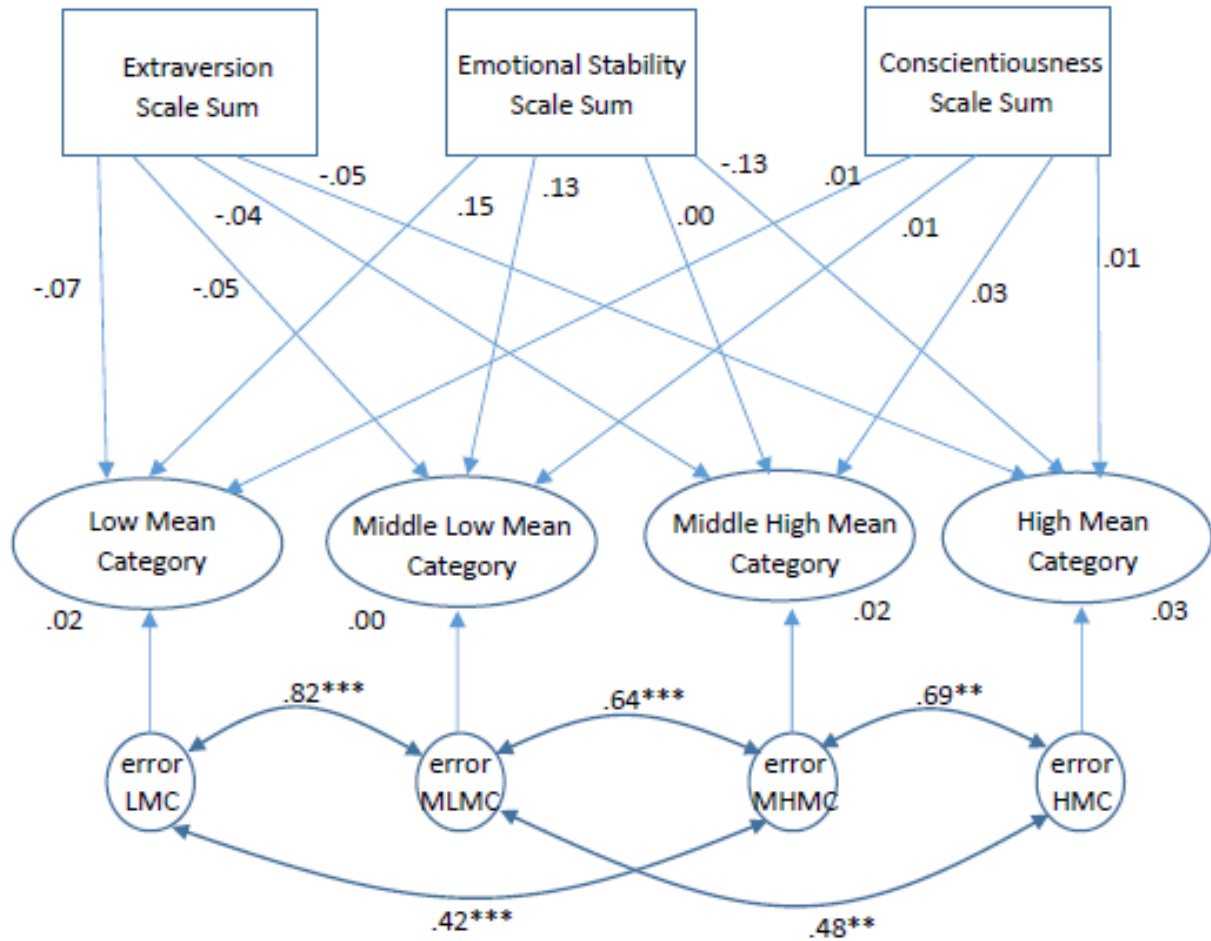 Extraversion
Scale Sum
Emotional Stability
Scale Sum
Conscientiousness
Scale Sum
-.05
-.13
.01
.13
-.04
.15
.00
.01
.01
-.07
-.05
.03
Low Mean
Category
Middle Low Mean
Category
Middle High Mean
Category
High Mean
Category
.02
.00
.02
.03
.82***
.64***
.69**
error
LMC
error
MLMC
error
MHMC
error
HMC
.42***
.48**